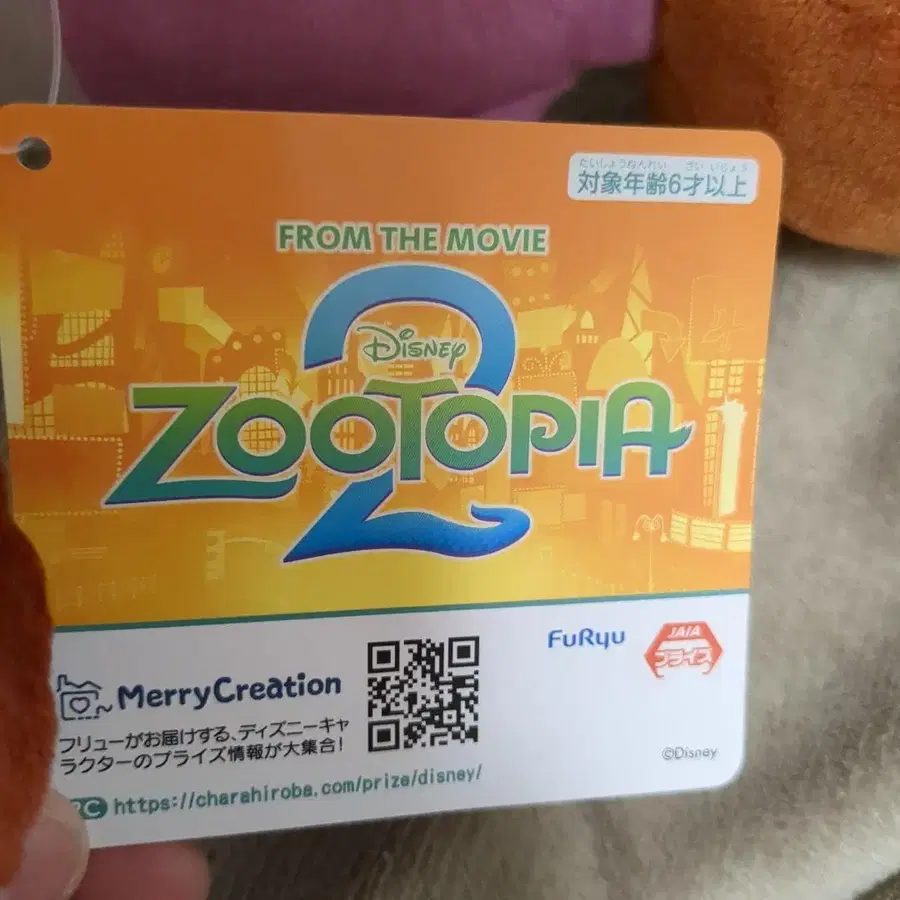 たいしょうねんれい さいいじょう
対象年齢6才以上
FROM THE MOVIE
2
Disney
ZOOTOPIA
FuRyu
JAIA
プライズ
MerryCreation
フリューがお届けする、ディズニーキャ
ラクターのプライズ情報が大集合!
PC https://charahiroba.com/prize/disney/
©Disney